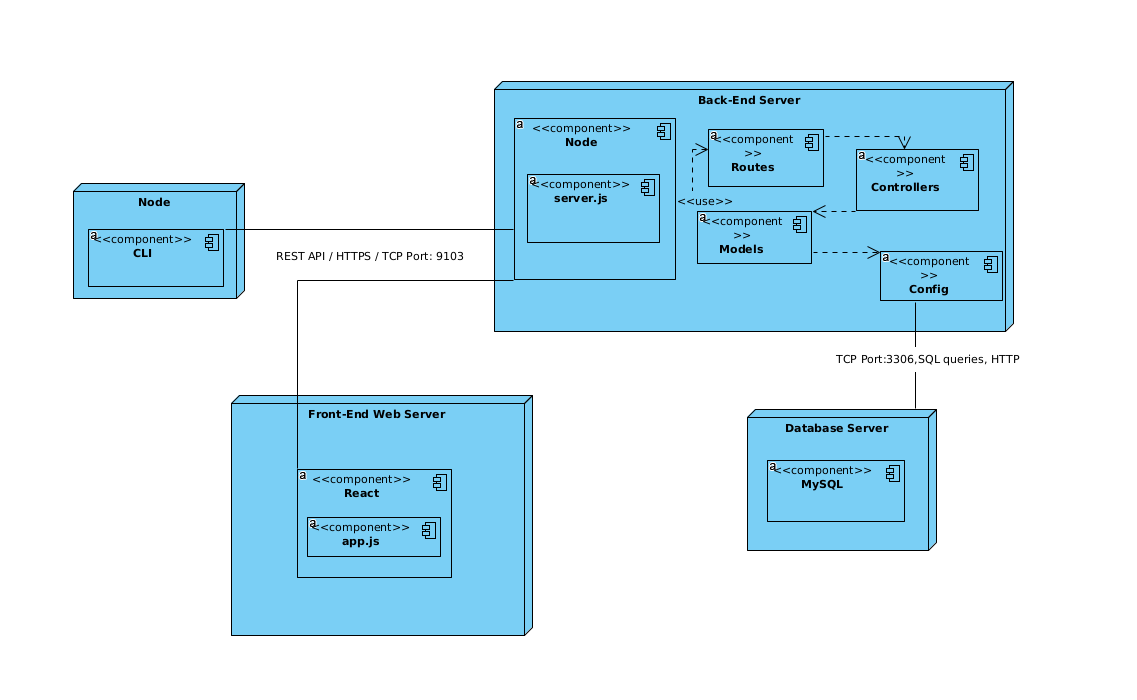 Back-End Server
a
<<component>>
Node
a
<<component>>
server.js
a
<<component
>>
Routes
a
<<component
>>
Controllers
<<use>>
a
<<component
>>
Models
a
<<component
>>
Config
Node
a
<<component>>
CLI
REST API / HTTPS / TCP Port: 9103
TCP Port:3306,SQL queries, HTTP
Front-End Web Server
a
<<component>>
React
a
<<component>>
app.js
Database Server
a
<<component>>
MySQL